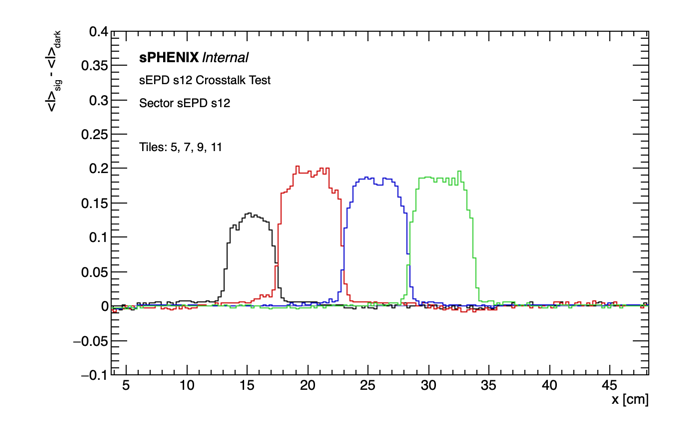 0.4
<I>sig - <I>dark
sPHENIX Internal
0.35
sEPD s12 Crosstalk Test
0.3
Sector sEPD s12
0.25
Tiles: 5, 7, 9, 11
0.2
0.15
0.1
0.05
0
−0.05
−0.1
5 10 15 20 25 30 35 40 45
x [cm]